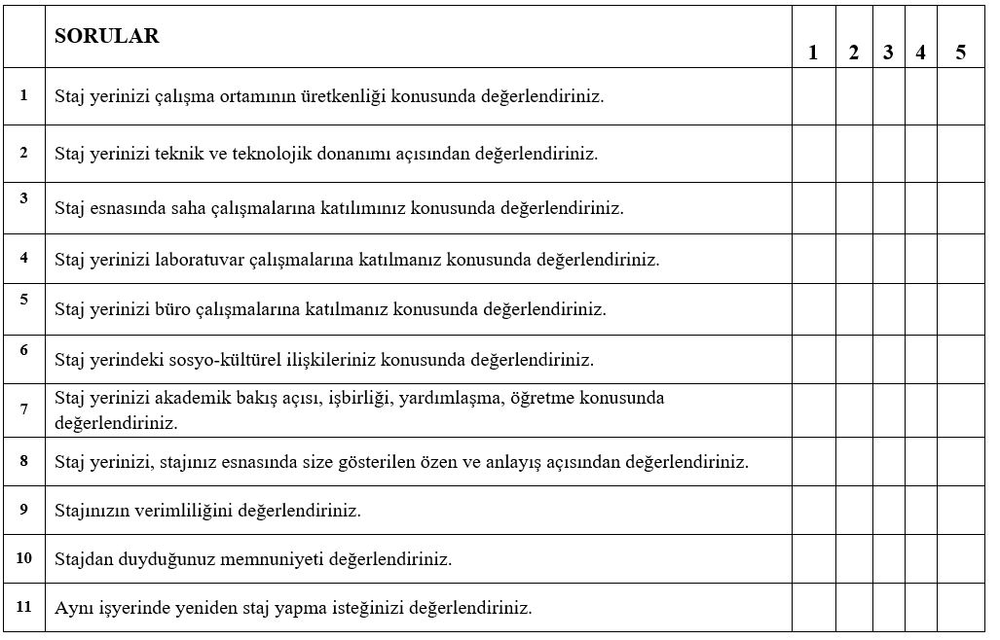 SORULAR 1 2 3 4 5
1 Staj yerinizi çalışma ortamının üretkenliği konusunda değerlendiriniz.
2 Staj yerinizi teknik ve teknolojik donanımı açısından değerlendiriniz.
3 Staj esnasında saha çalışmalarına katılımınız konusunda değerlendiriniz.
4 Staj yerinizi laboratuvar çalışmalarına katılmanız konusunda değerlendiriniz.
5 Staj yerinizi büro çalışmalarına katılmanız konusunda değerlendiriniz.
6 Staj yerindeki sosyo-kültürel ilişkileriniz konusunda değerlendiriniz.
7 Staj yerinizi akademik bakış açısı, işbirliği, yardımlaşma, öğretme konusunda
değerlendiriniz.
8 Staj yerinizi, stajınız esnasında size gösterilen özen ve anlayış açısından değerlendiriniz.
9 Stajınızın verimliliğini değerlendiriniz.
10 Stajdan duyduğunuz memnuniyeti değerlendiriniz.
11 Aynı işyerinde yeniden staj yapma isteğinizi değerlendiriniz.